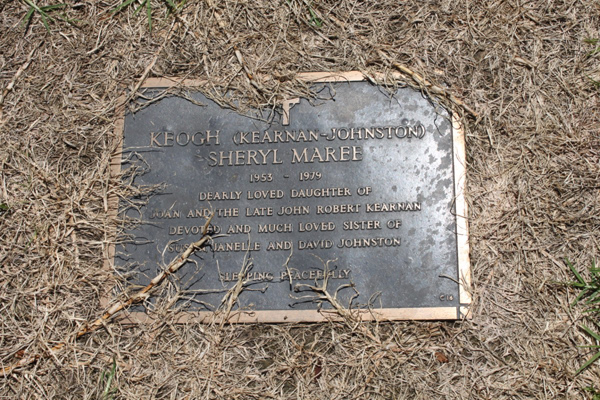 KEOGH (KEARNAN-JOHNSTON)
SHERYL MAREE
1953 - 1979
DEARLY LOVED DAUGHTER OF
JOAN AND THE LATE JOHN ROBERT KEARNAN
DEVOTED AND MUCH LOVED SISTER OF
JANELLE AND DAVID JOHNSTON
SLEEPING PEACEFULLY